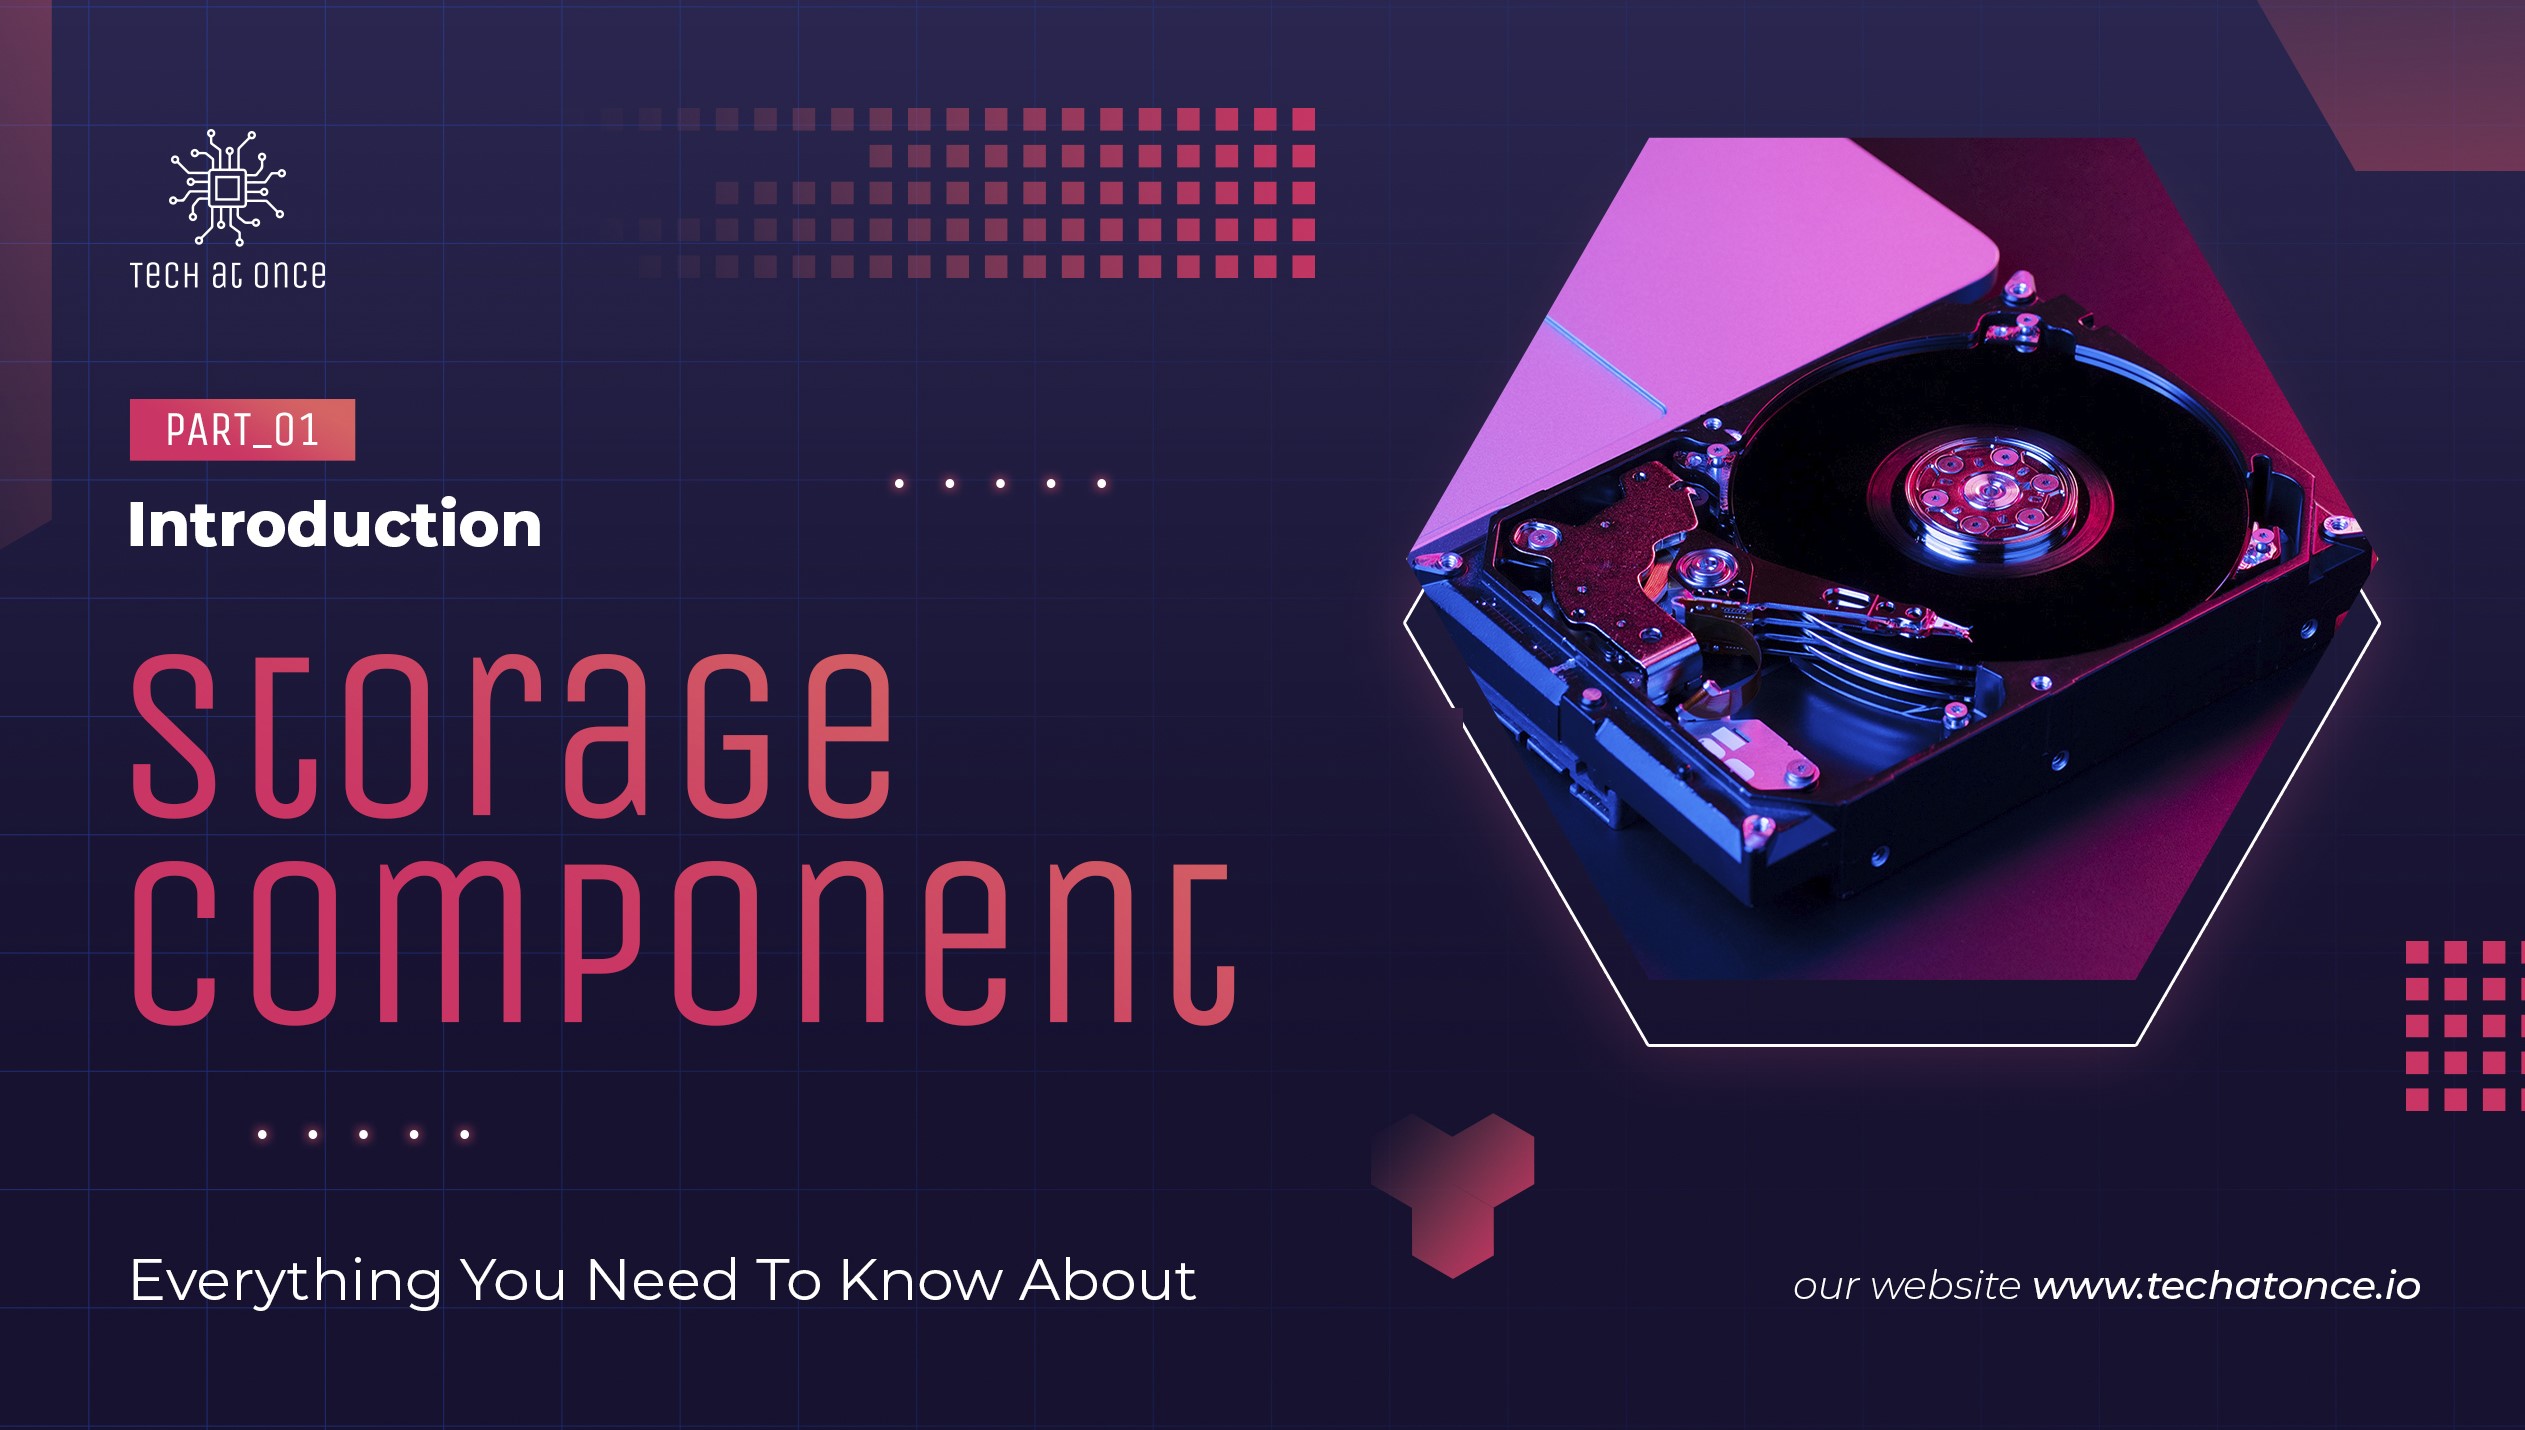 Tech at Once
PART_01
Introduction
Storage
Component
Everything You Need To Know About
our website www.techatonce.io